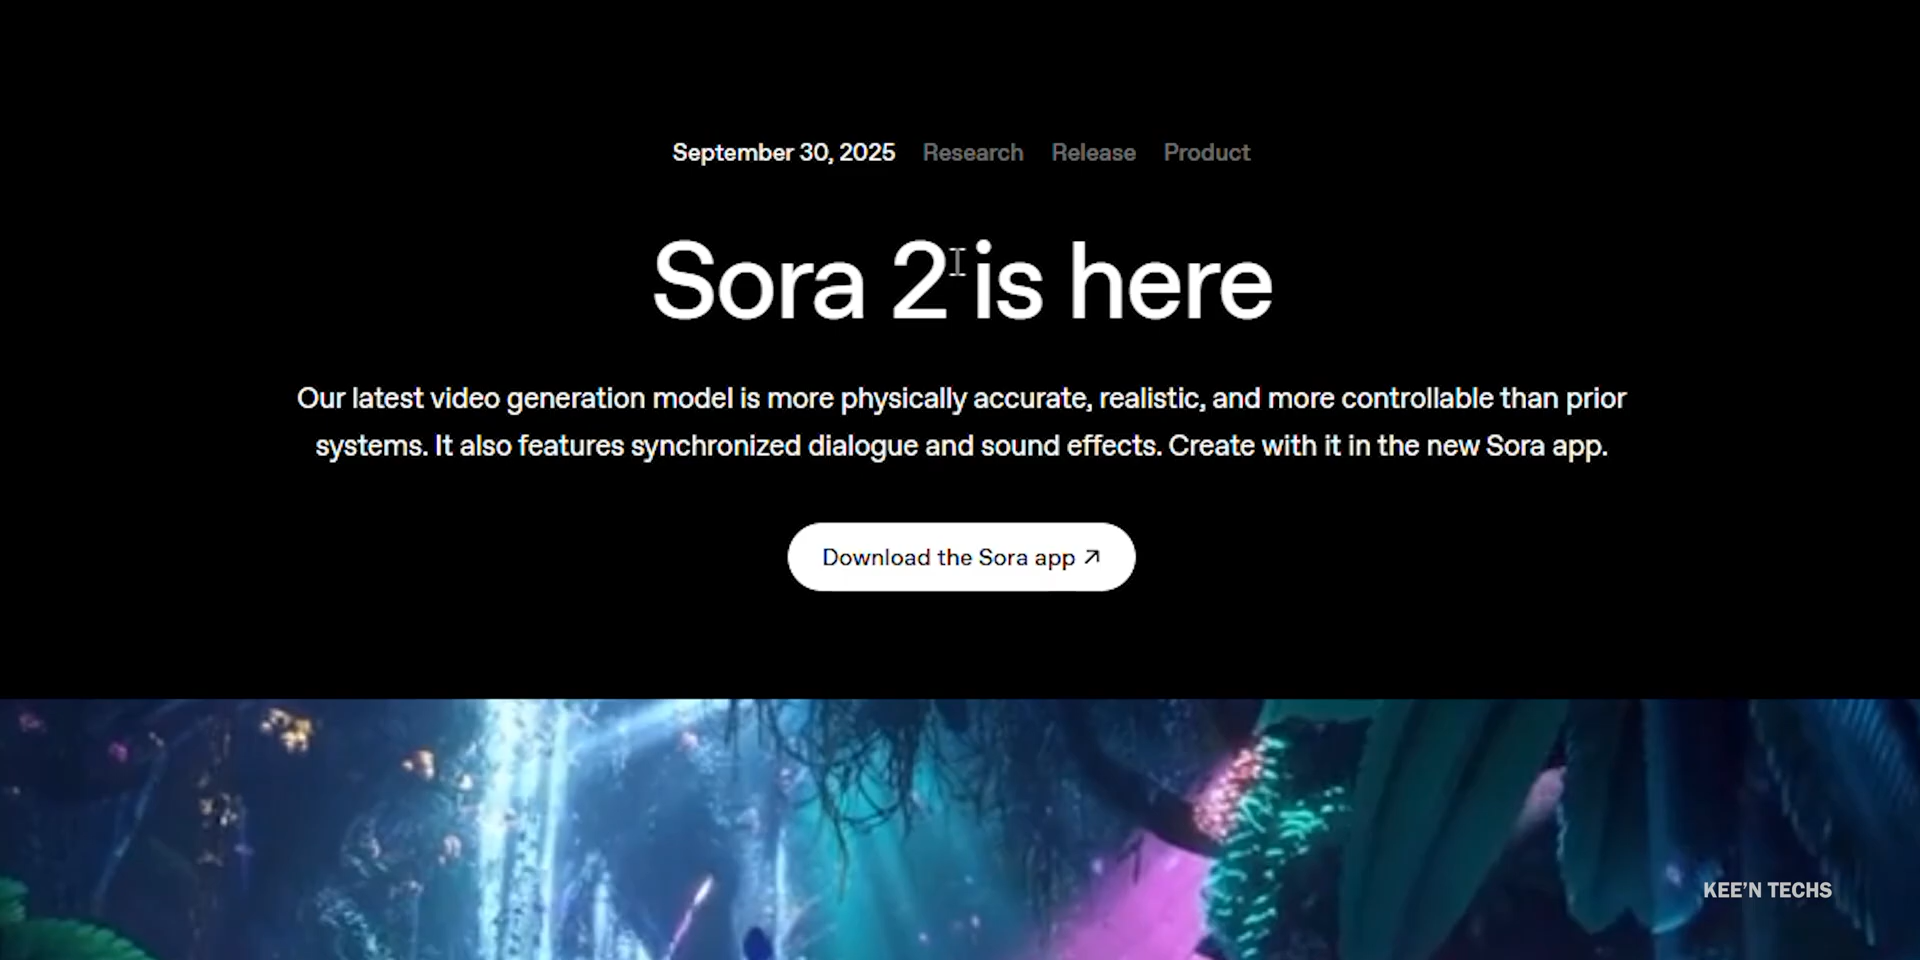 September 30, 2025 Research Release Product
Sora 2 is here
Our latest video generation model is more physically accurate, realistic, and more controllable than prior
systems. It also features synchronized dialogue and sound effects. Create with it in the new Sora app.
Download the Sora app ↗
KEE'N TECHS